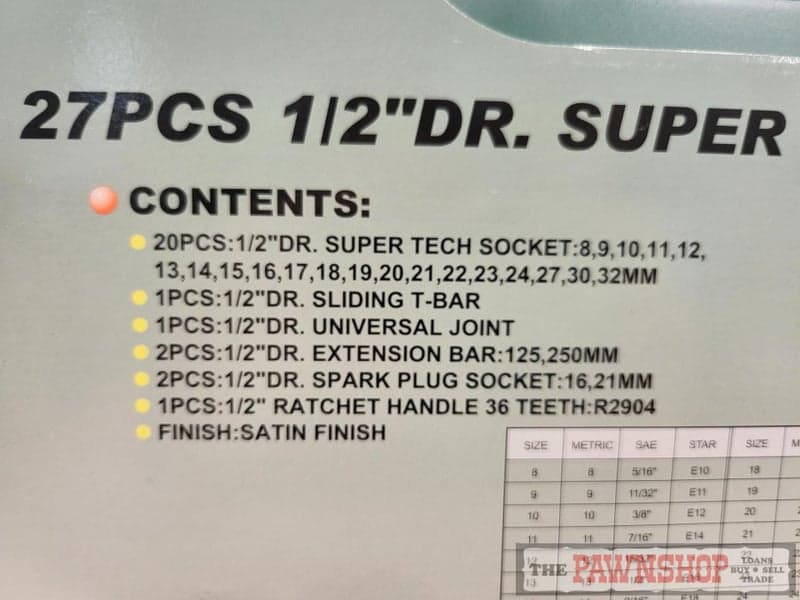 27PCS 1/2"DR. SUPER
CONTENTS:
20PCS:1/2"DR. SUPER TECH SOCKET:8,9,10,11,12,
13,14,15,16,17,18,19,20,21,22,23,24,27,30,32MM
1PCS:1/2"DR. SLIDING T-BAR
1PCS:1/2"DR. UNIVERSAL JOINT
2PCS:1/2"DR. EXTENSION BAR:125,250MM
2PCS:1/2"DR. SPARK PLUG SOCKET:16,21MM
1PCS:1/2" RATCHET HANDLE 36 TEETH:R2904
FINISH:SATIN FINISH
SIZE METRIC SAE STAR SIZE M
8 8 5/16" E10 18
9 9 11/32" E11 19
10 10 3/8" E12 20
11 11 7/16" E14 21
THE PAWNSHOP LOANS BUY SELL TRADE
13